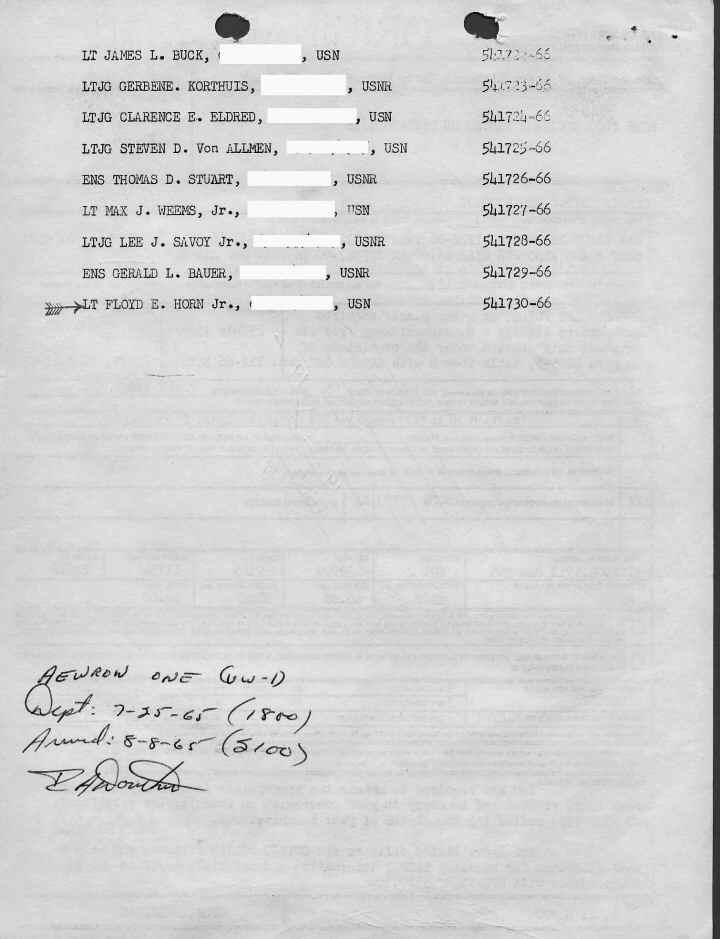 LT JAMES L. BUCK, , USN 541722-66
LTJG GERBENE. KORTHUIS, , USNR 541723-66
LTJG CLARENCE E. ELDRED, , USN 541724-66
LTJG STEVEN D. Von ALLMEN, , USN 541725-66
ENS THOMAS D. STUART, , USNR 541726-66
LT MAX J. WEEMS, Jr., , USN 541727-66
LTJG LEE J. SAVOY Jr., , USNR 541728-66
ENS GERALD L. BAUER, , USNR 541729-66
LT FLOYD E. HORN Jr., , USN 541730-66
AEWRON ONE (VW-1)
Dept: 7-25-65 (1800)
Arrived: 8-8-65 (2100)